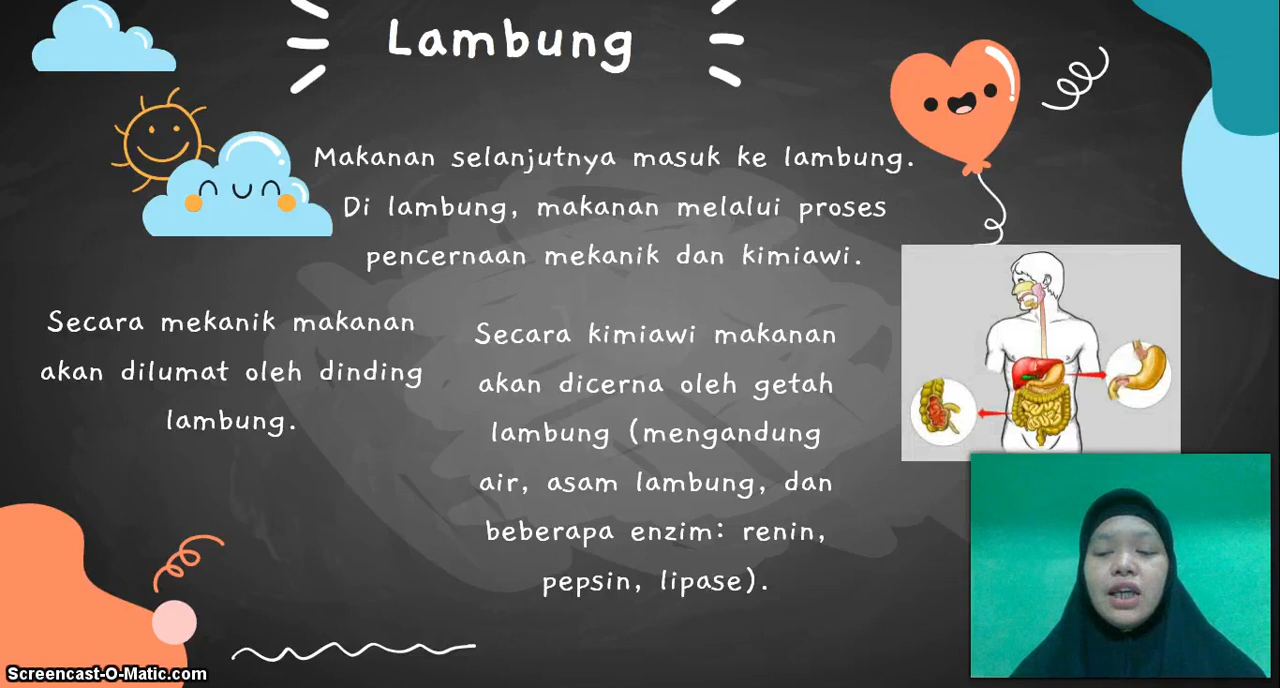 Lambung
Makanan selanjutnya masuk ke lambung.
Di lambung, makanan melalui proses
pencernaan mekanik dan kimiawi.
Secara mekanik makanan
akan dilumat oleh dinding
lambung.
Secara kimiawi makanan
akan dicerna oleh getah
lambung (mengandung
air, asam lambung, dan
beberapa enzim: renin,
pepsin, lipase).
Screencast-O-Matic.com